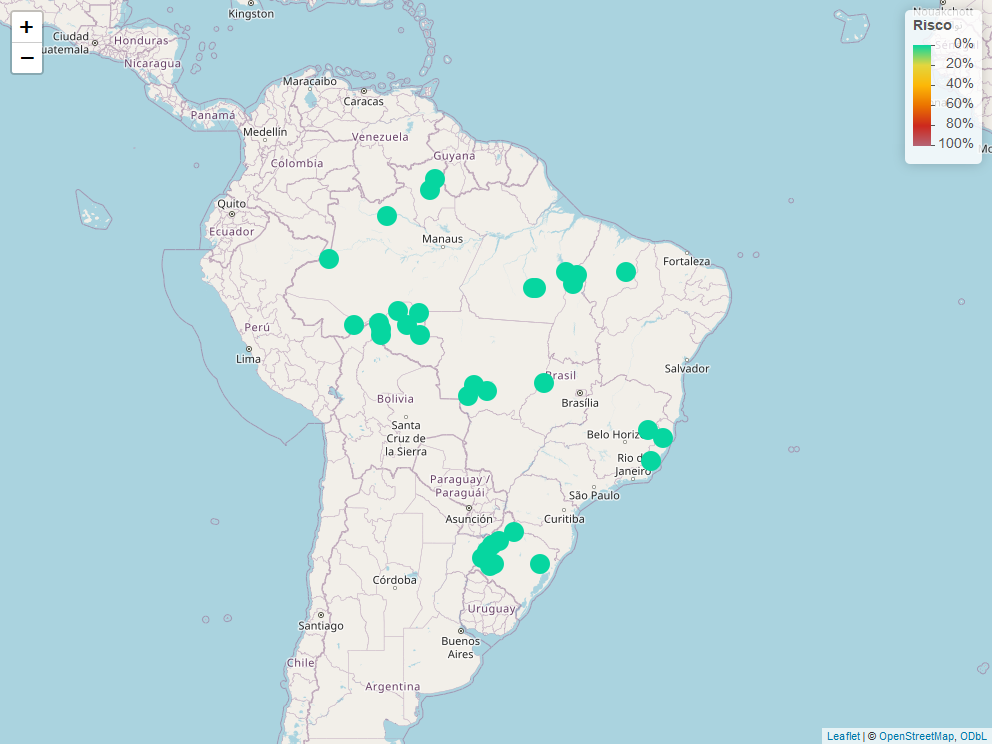 +
−
Kingston
Nouakchott
Risco
0%
20%
40%
60%
80%
100%
Ciudad
Honduras
Nicaragua
Panamá
Maracaibo
Caracas
Medellín
Venezuela
Guyana
Colombia
Quito
Ecuador
Manaus
Fortaleza
Perú
Lima
Salvador
Brasil
Bolivia
Brasília
Santa
Cruz de
la Sierra
Belo Horiz
Rio d
Janeiro
Paraguay /
Paraguái
São Paulo
Asunción
Curitiba
Córdoba
Uruguay
Santiago
Buenos
Aires
Chile
Argentina
Leaflet | © OpenStreetMap, ODbL